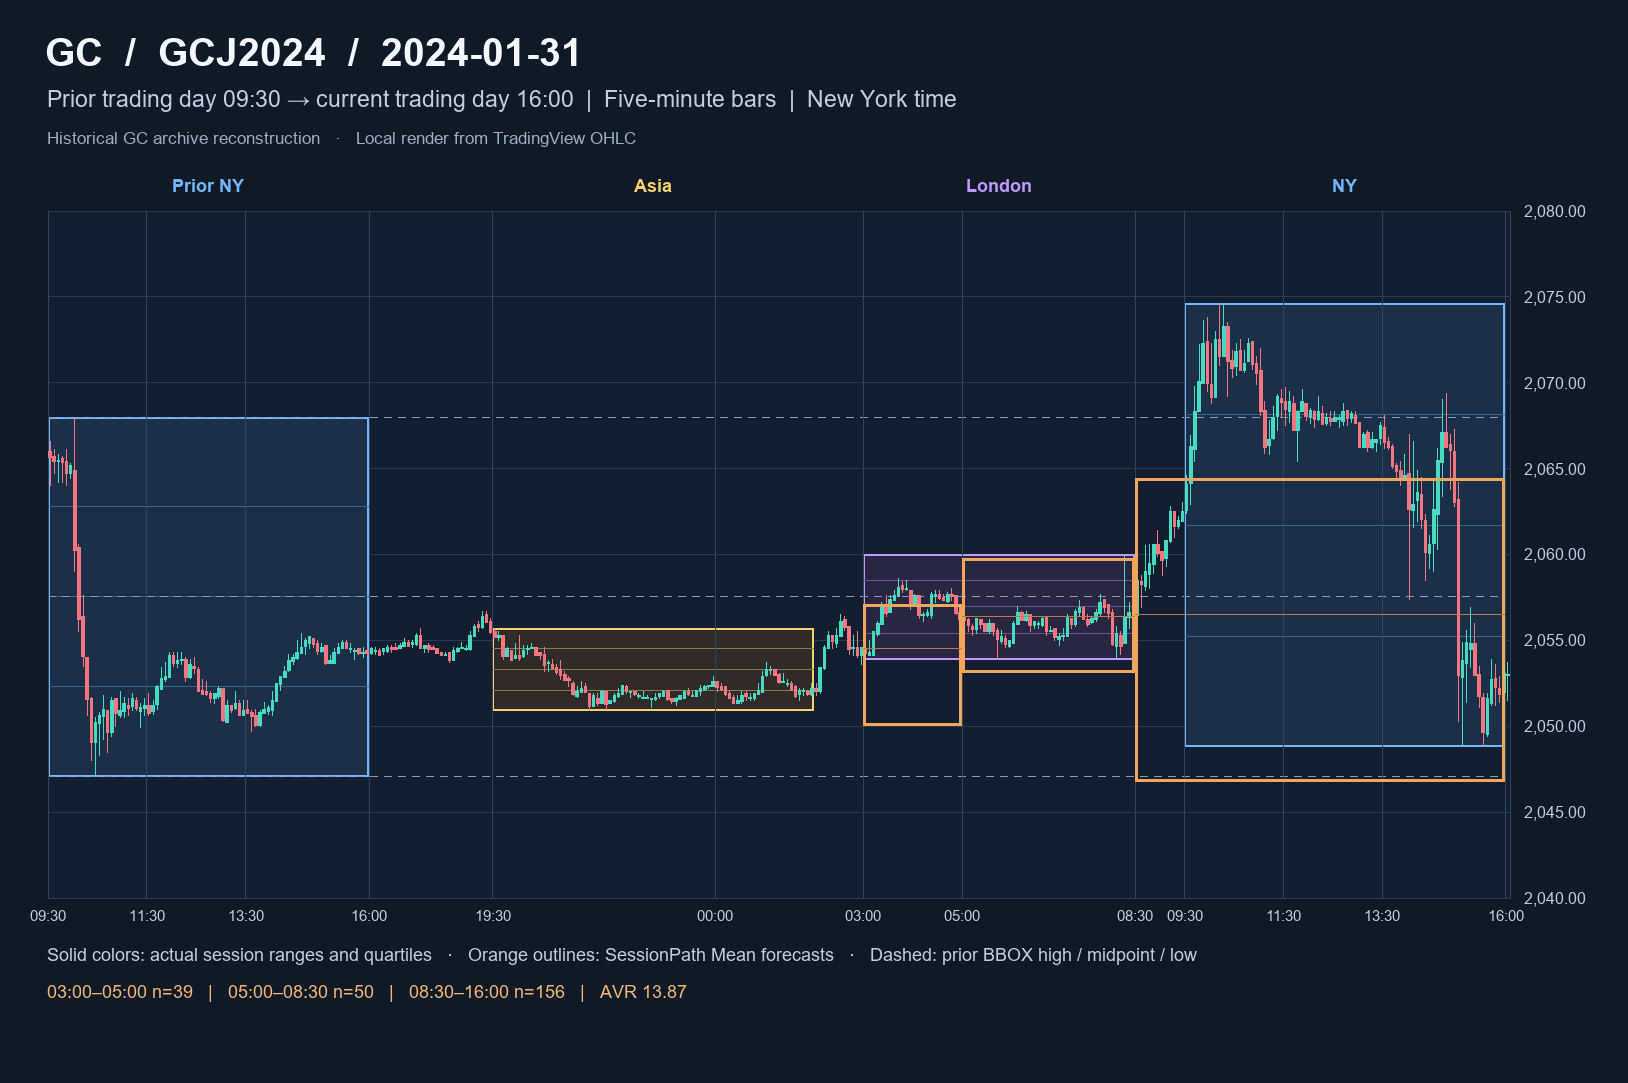 GC / GCJ2024 / 2024-01-31
Prior trading day 09:30 → current trading day 16:00 | Five-minute bars | New York time
Historical GC archive reconstruction · Local render from TradingView OHLC
Prior NY Asia London NY
2,080.00
2,075.00
2,070.00
2,065.00
2,060.00
2,055.00
2,050.00
2,045.00
2,040.00
09:30 11:30 13:30 16:00 19:30 00:00 03:00 05:00 08:30 09:30 11:30 13:30 16:00
Solid colors: actual session ranges and quartiles · Orange outlines: SessionPath Mean forecasts · Dashed: prior BBOX high / midpoint / low
03:00–05:00 n=39 | 05:00–08:30 n=50 | 08:30–16:00 n=156 | AVR 13.87